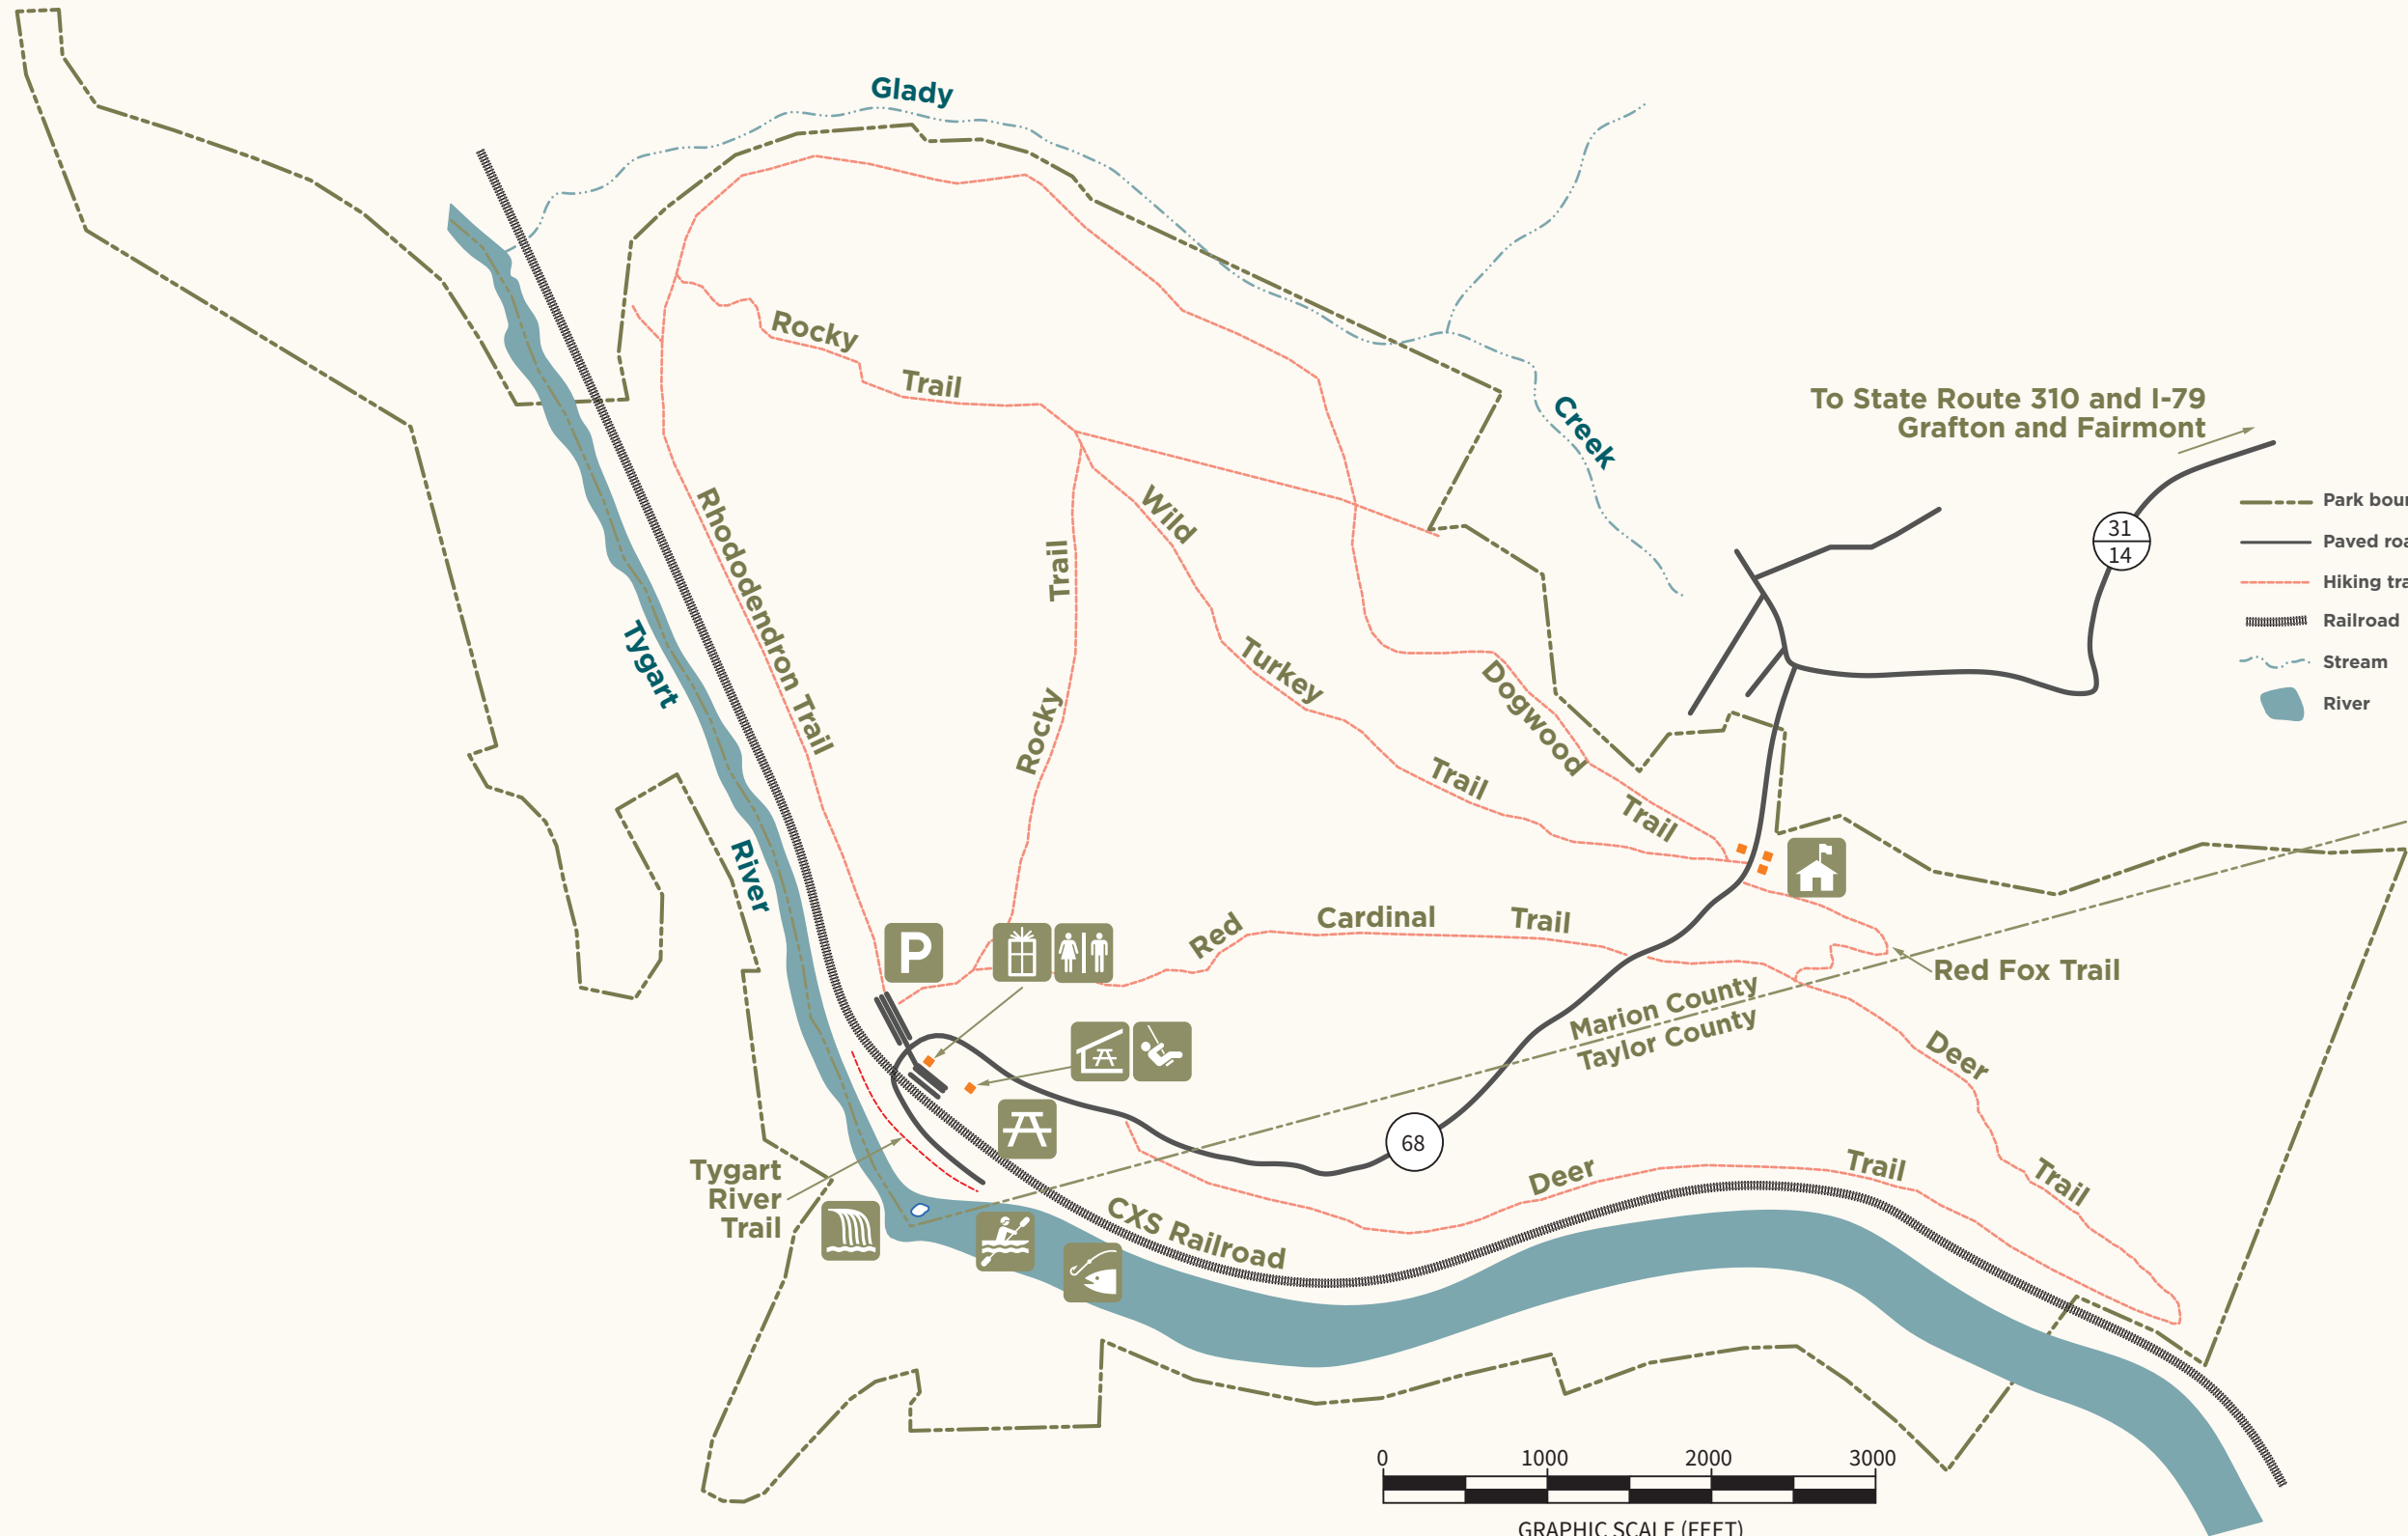 Glady
Creek
To State Route 310 and I-79
Grafton and Fairmont
31
14
Park bour
Paved roa
Hiking tra
Railroad
Stream
River
Rocky
Trail
Rhododendron Trail
Wild
Turkey
Trail
Trail
Rocky
Tygart
River
Dogwood
Trail
P
Red
Cardinal
Trail
Red Fox Trail
Marion County
Taylor County
Deer
Trail
68
Tygart
River
Trail
CXS Railroad
Deer
Trail
0 1000 2000 3000
GRAPHIC SCALE (FEET)